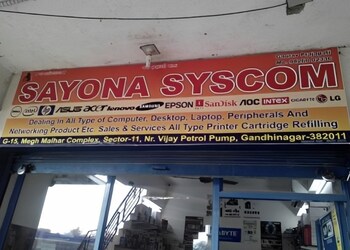 SAYONA SYSCOM
hp ASUS acer lenovo SAMSUNG EPSON SanDisk AOC INTEX GIGABYTE LG
Dealing In All Type of Computer, Desktop, Laptop, Peripherals And
Networking Product Etc. Sales & Services All Type Printer Cartridge Refilling
G-15, Megh Malhar Complex, Sector-11, Nr. Vijay Petrol Pump, Gandhinagar-382011